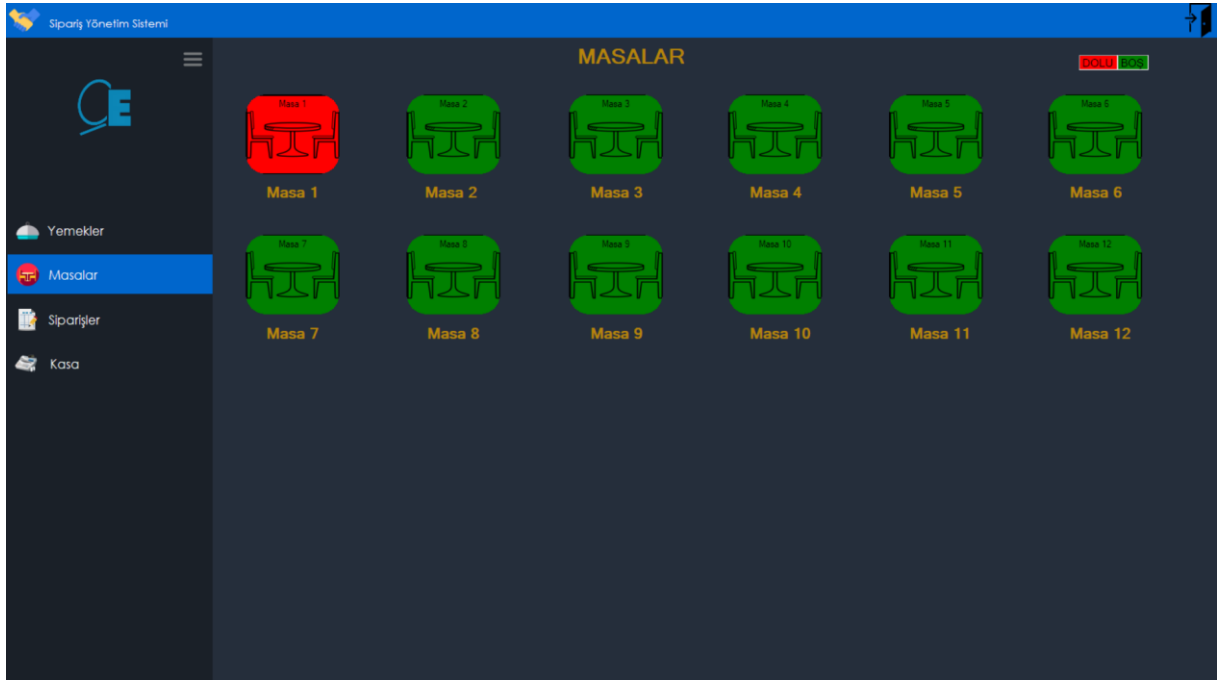 Sipariş Yönetim Sistemi
MASALAR
DOLU BOŞ
ŒE
Yemekler
Masalar
Siparişler
Kasa
Masa 1 Masa 2 Masa 3 Masa 4 Masa 5 Masa 6
Masa 1 Masa 2 Masa 3 Masa 4 Masa 5 Masa 6
Masa 7 Masa 8 Masa 9 Masa 10 Masa 11 Masa 12
Masa 7 Masa 8 Masa 9 Masa 10 Masa 11 Masa 12